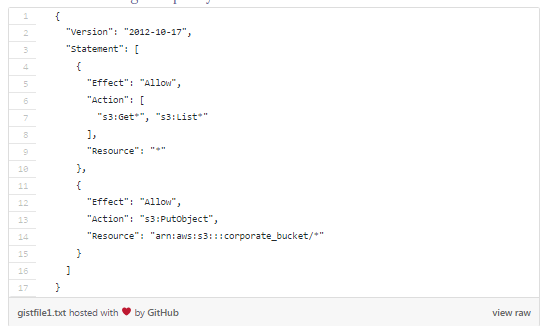 1 {
2 "Version": "2012-10-17",
3 "Statement": [
4 {
5 "Effect": "Allow",
6 "Action": [
7 "s3:Get*", "s3:List*"
8 ],
9 "Resource": "*"
10 },
11 {
12 "Effect": "Allow",
13 "Action": "s3:PutObject",
14 "Resource": "arn:aws:s3:::corporate_bucket/*"
15 }
16 ]
17 }
gistfile1.txt hosted with ❤ by GitHub view raw